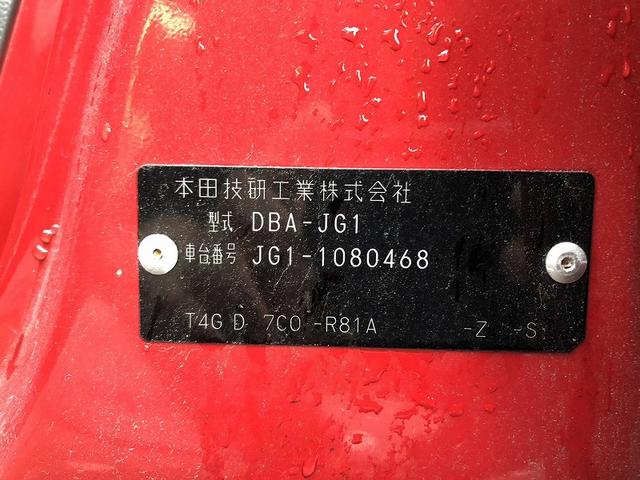 本田技研工業株式会社
型式 DBA-JG1
車台番号 JG1-1080468
T4G D 7C0 -R81A -Z -S